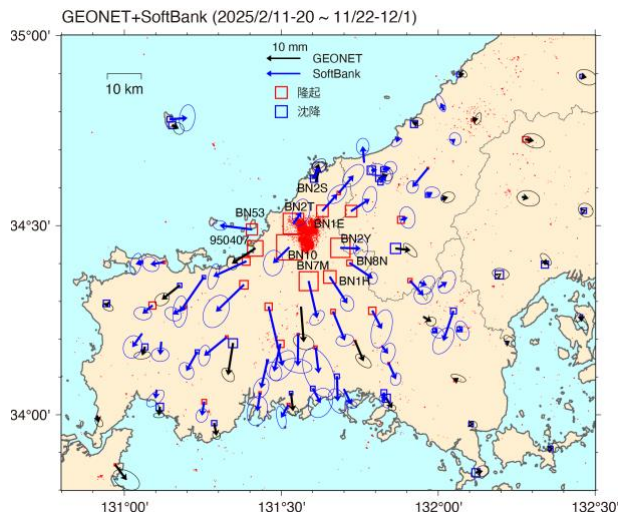 GEONET+SoftBank (2025/2/11-20 ~ 11/22-12/1)
35°00'
10 mm
GEONET
SoftBank
隆起
沈降
10 km
BN2S
BN2T
BN53
BN1E
34°30'
95040
BN2Y
BN10
BN8N
BN7M
BN1H
34°00'
131°00'
131°30'
132°00'
132°30'